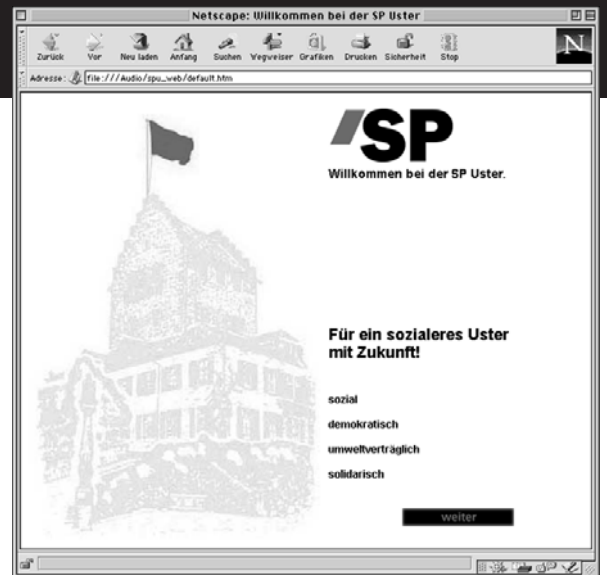 Netscape: Willkommen bei der SP Uster
Zurück Vor Neu laden Anfang Suchen Wegweiser Grafiken Drucken Sicherheit Stop
N
Adresse: file:///Audio/spu_web/default.htm
SP
Willkommen bei der SP Uster.
Für ein sozialeres Uster
mit Zukunft!
sozial
demokratisch
umweltverträglich
solidarisch
weiter